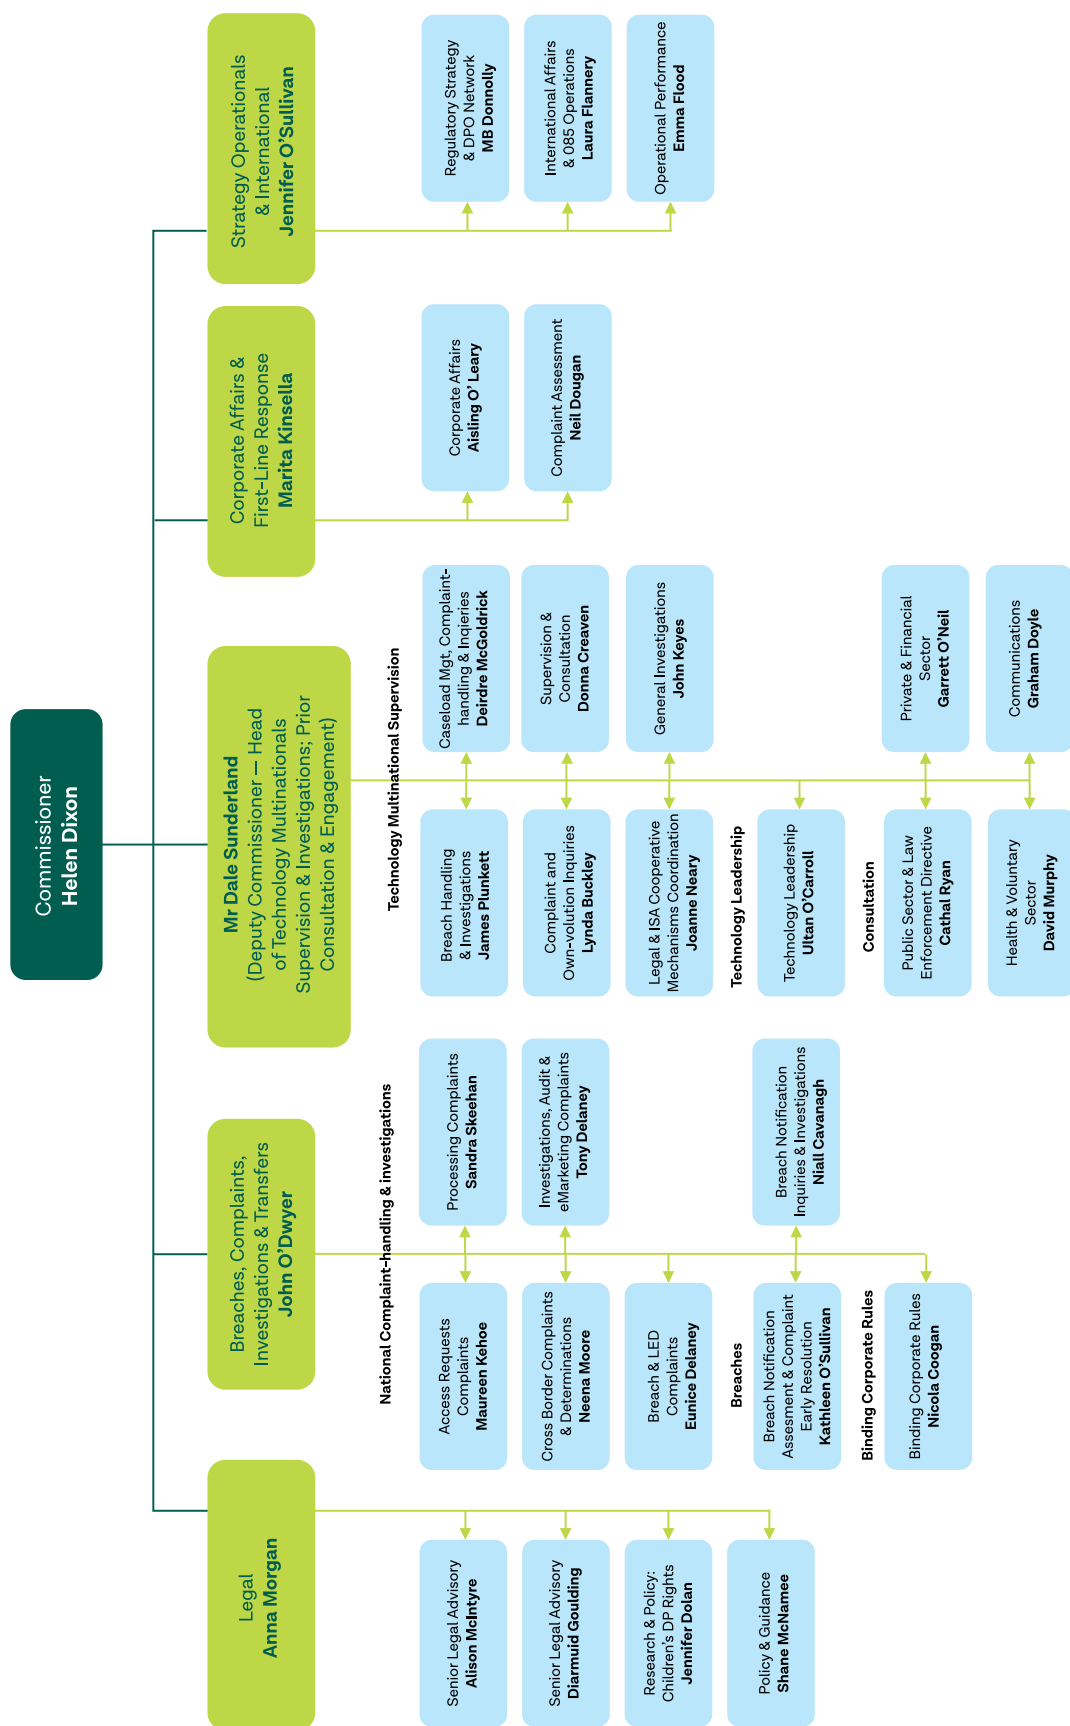 Commissioner
Helen Dixon
Legal
Anna Morgan
Senior Legal Advisory
Alison McIntyre
Senior Legal Advisory
Diarmuid Goulding
Research & Policy:
Children's DP Rights
Jennifer Dolan
Policy & Guidance
Shane McNamee
Breaches, Complaints,
Investigations & Transfers
John O'Dwyer
National Complaint-handling & investigations
Access Requests
Complaints
Maureen Kehoe
Processing Complaints
Sandra Skeehan
Cross Border Complaints
& Determinations
Neena Moore
Investigations, Audit &
eMarketing Complaints
Tony Delaney
Breach & LED
Complaints
Eunice Delaney
Breaches
Breach Notification
Assesment & Complaint
Early Resolution
Kathleen O'Sullivan
Breach Notification
Inquiries & Investigations
Niall Cavanagh
Binding Corporate Rules
Binding Corporate Rules
Nicola Coogan
Mr Dale Sunderland
(Deputy Commissioner — Head
of Technology Multinationals
Supervision & Investigations; Prior
Consultation & Engagement)
Technology Multinational Supervision
Breach Handling
& Investigations
James Plunkett
Caseload Mgt, Complaint-
handling & Inqieries
Deirdre McGoldrick
Complaint and
Own-volution Inquiries
Lynda Buckley
Supervision &
Consultation
Donna Creaven
Legal & ISA Cooperative
Mechanisms Coordination
Joanne Neary
General Investigations
John Keyes
Technology Leadership
Technology Leadership
Ultan O'Carroll
Consultation
Public Sector & Law
Enforcement Directive
Cathal Ryan
Private & Financial
Sector
Garrett O'Neil
Health & Voluntary
Sector
David Murphy
Communications
Graham Doyle
Corporate Affairs &
First-Line Response
Marita Kinsella
Corporate Affairs
Aisling O' Leary
Complaint Assessment
Neil Dougan
Strategy Operationals
& International
Jennifer O'Sullivan
Regulatory Strategy
& DPO Network
MB Donnolly
International Affairs
& 085 Operations
Laura Flannery
Operational Performance
Emma Flood